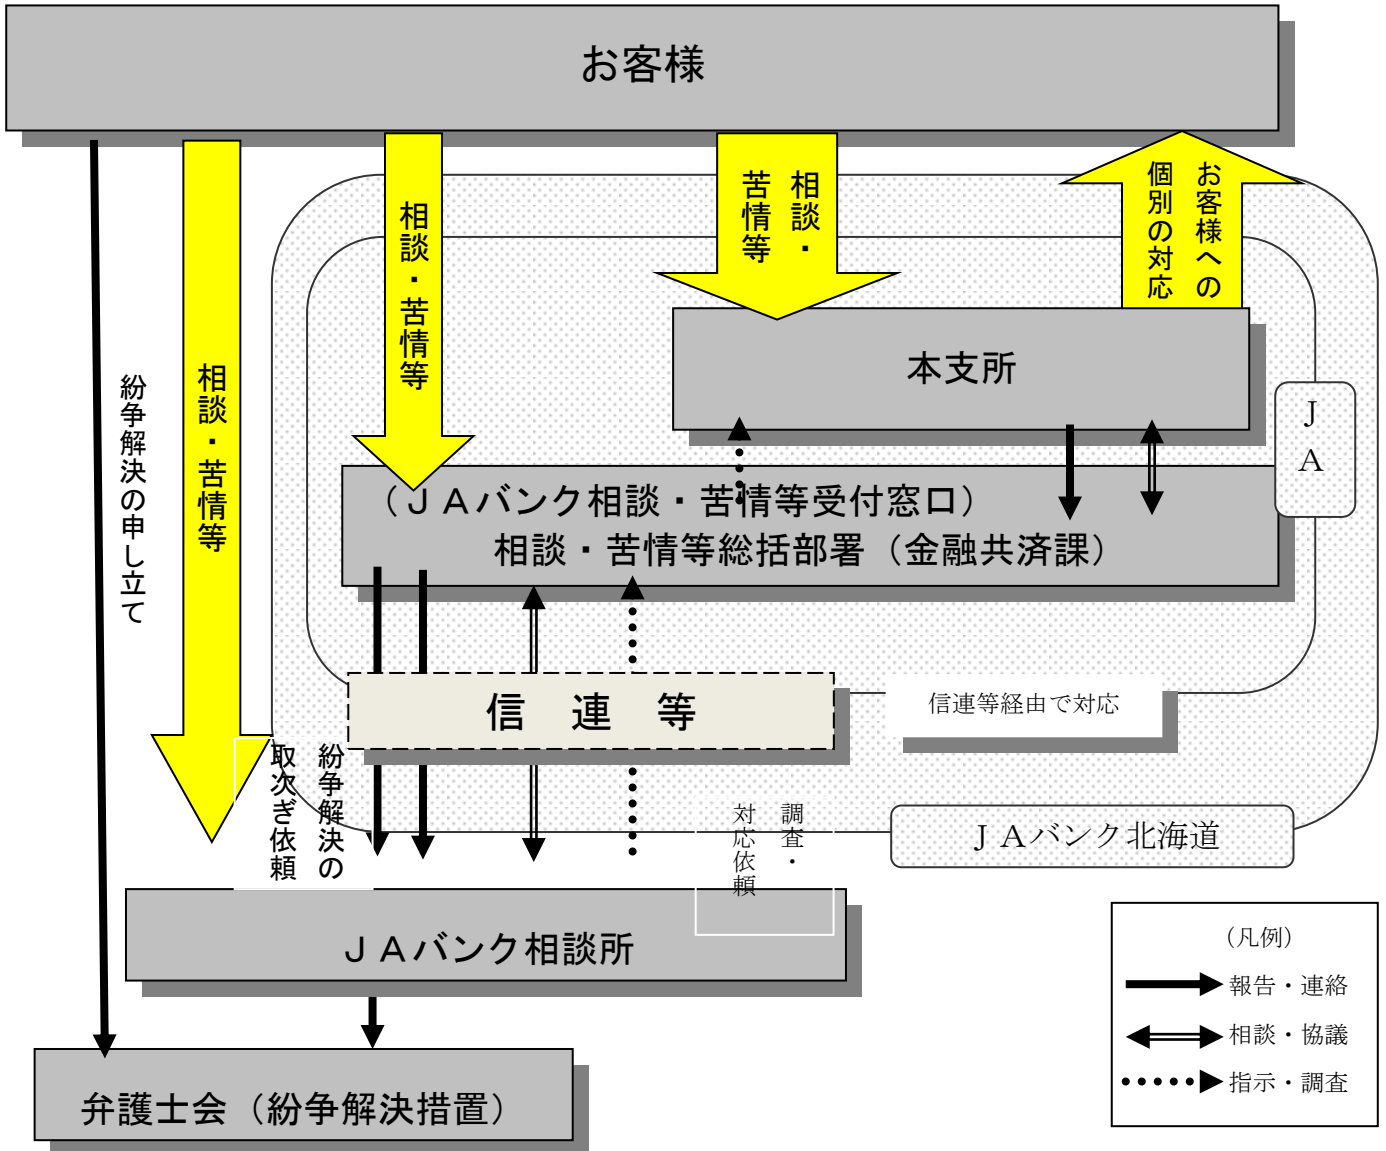 お客様
お客様への
個別の対応
相談・
苦情等
相談・苦情等
相談・苦情等
紛争解決の申し立て
本支所
JA
（ＪＡバンク相談・苦情等受付窓口）
相談・苦情等総括部署（金融共済課）
信　連　等
信連等経由で対応
紛争解決の
取次ぎ依頼
調査・
対応依頼
ＪＡバンク北海道
ＪＡバンク相談所
弁護士会（紛争解決措置）
（凡例）
報告・連絡
相談・協議
指示・調査